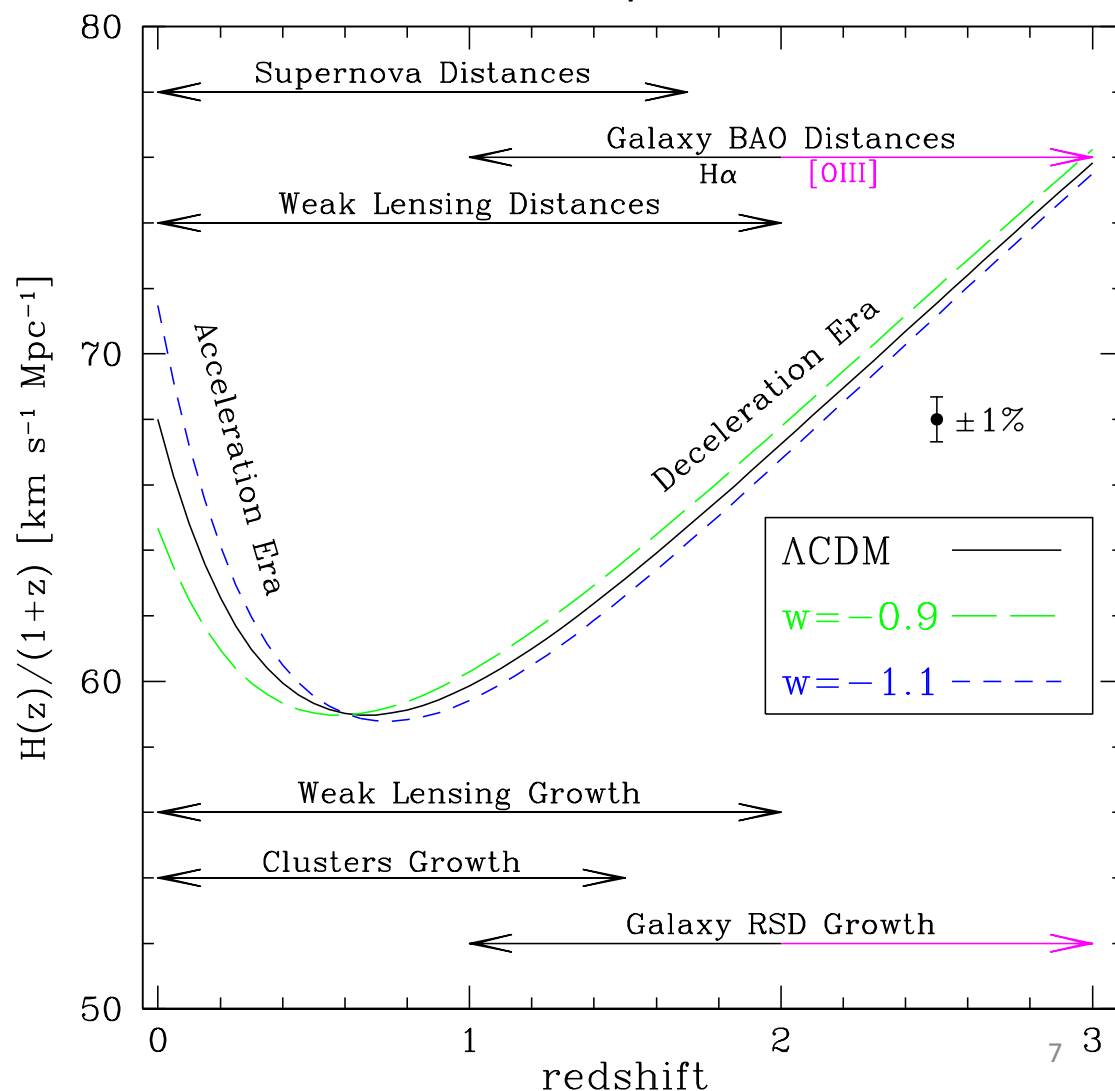 80
Supernova Distances
Galaxy BAO Distances
Hα [OIII]
Weak Lensing Distances
70
Acceleration Era
Deceleration Era
±1%
H(z)/(1+z) [km s⁻¹ Mpc⁻¹]
ΛCDM
w=−0.9
60
w=−1.1
Weak Lensing Growth
Clusters Growth
Galaxy RSD Growth
50
0 1 2 3
7
redshift